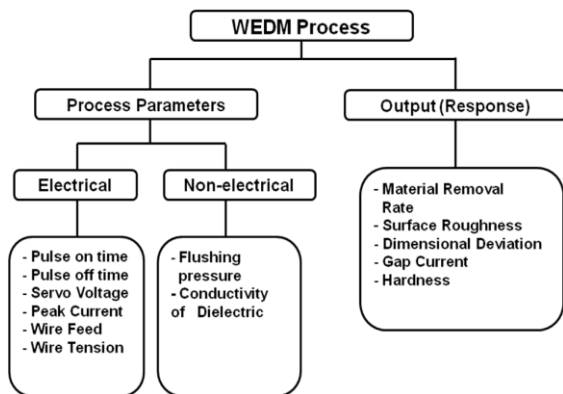 WEDM Process
Process Parameters
Output (Response)
Electrical
Non-electrical
- Pulse on time
- Pulse off time
- Servo Voltage
- Peak Current
- Wire Feed
- Wire Tension
- Flushing
pressure
- Conductivity
of Dielectric
- Material Removal
Rate
- Surface Roughness
- Dimensional Deviation
- Gap Current
- Hardness